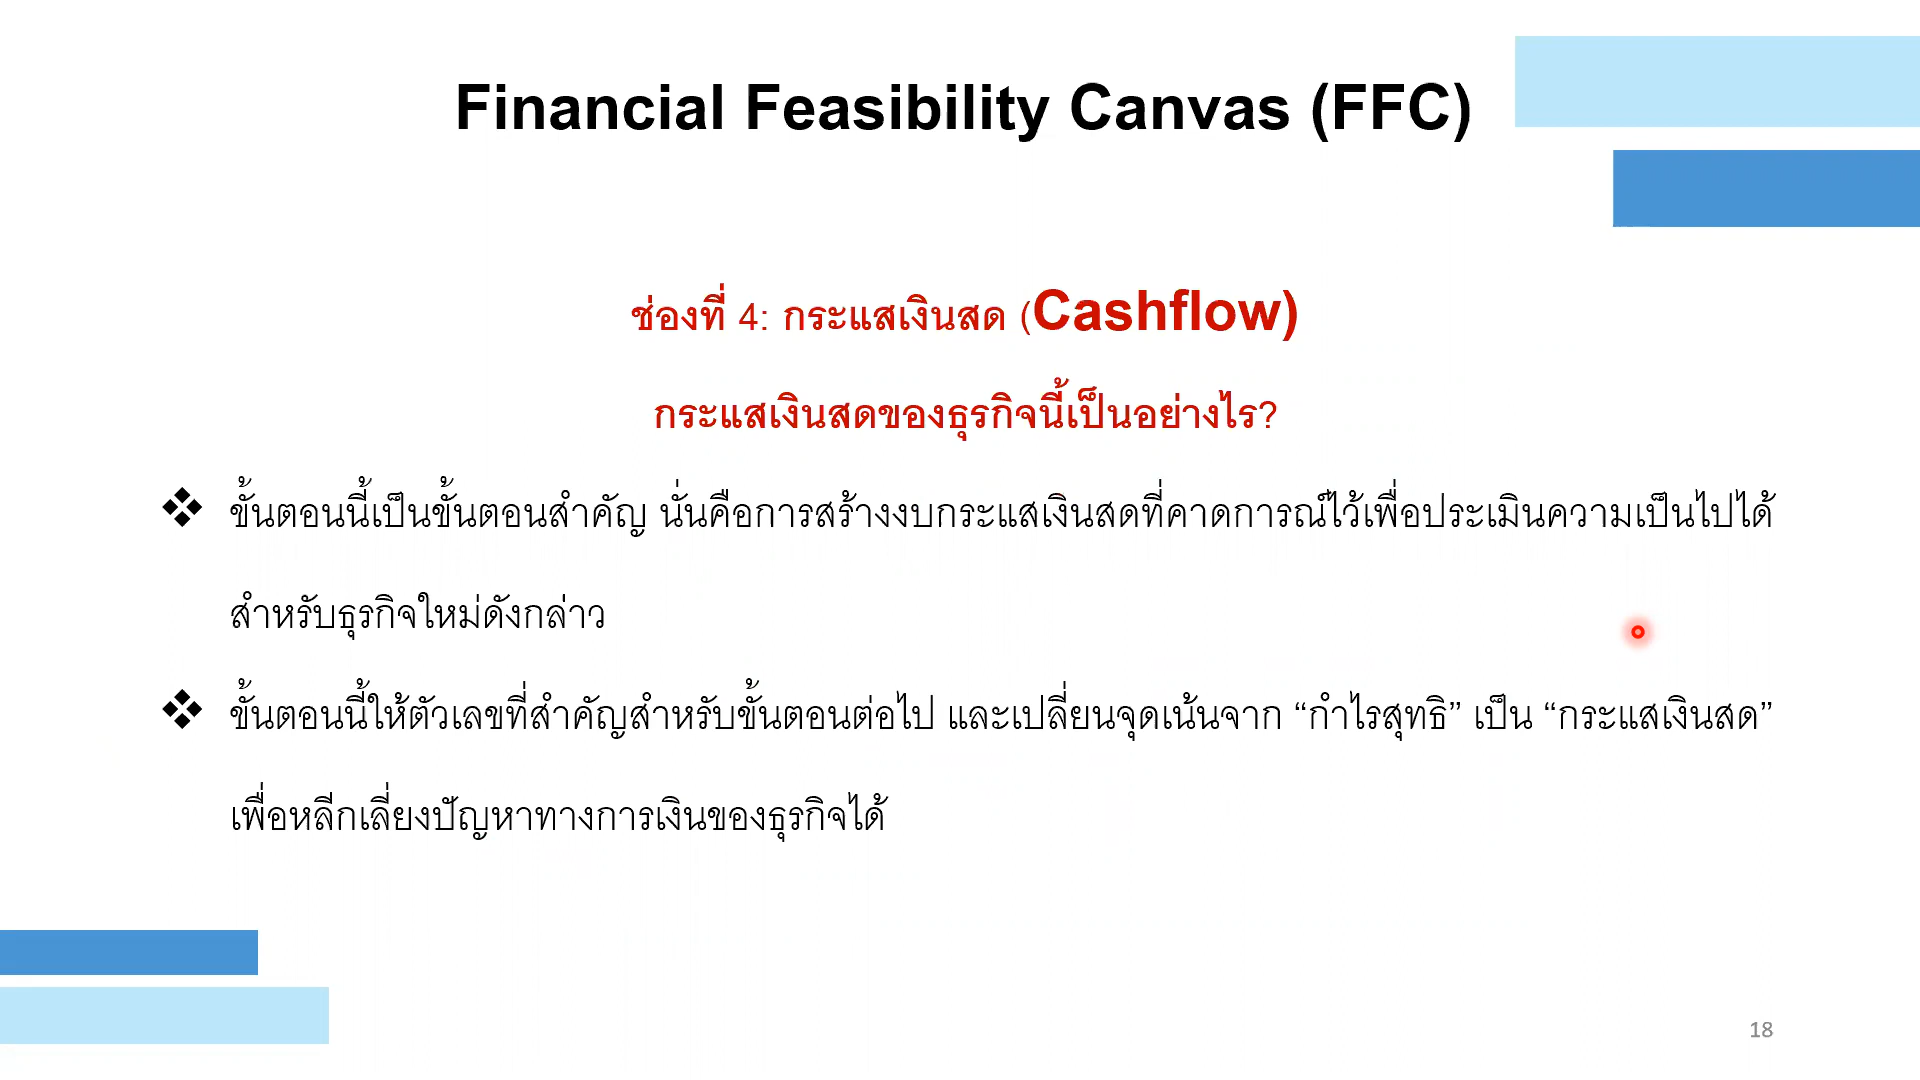 Financial Feasibility Canvas (FFC)
ช่องที่ 4: กระแสเงินสด (Cashflow)
กระแสเงินสดของธุรกิจนี้เป็นอย่างไร?
❖ ขั้นตอนนี้เป็นขั้นตอนสำคัญ นั่นคือการสร้างงบกระแสเงินสดที่คาดการณ์ไว้เพื่อประเมินความเป็นไปได้
สำหรับธุรกิจใหม่ดังกล่าว
❖ ขั้นตอนนี้ให้ตัวเลขที่สำคัญสำหรับขั้นตอนต่อไป และเปลี่ยนจุดเน้นจาก “กำไรสุทธิ” เป็น “กระแสเงินสด”
เพื่อหลีกเลี่ยงปัญหาทางการเงินของธุรกิจได้
18